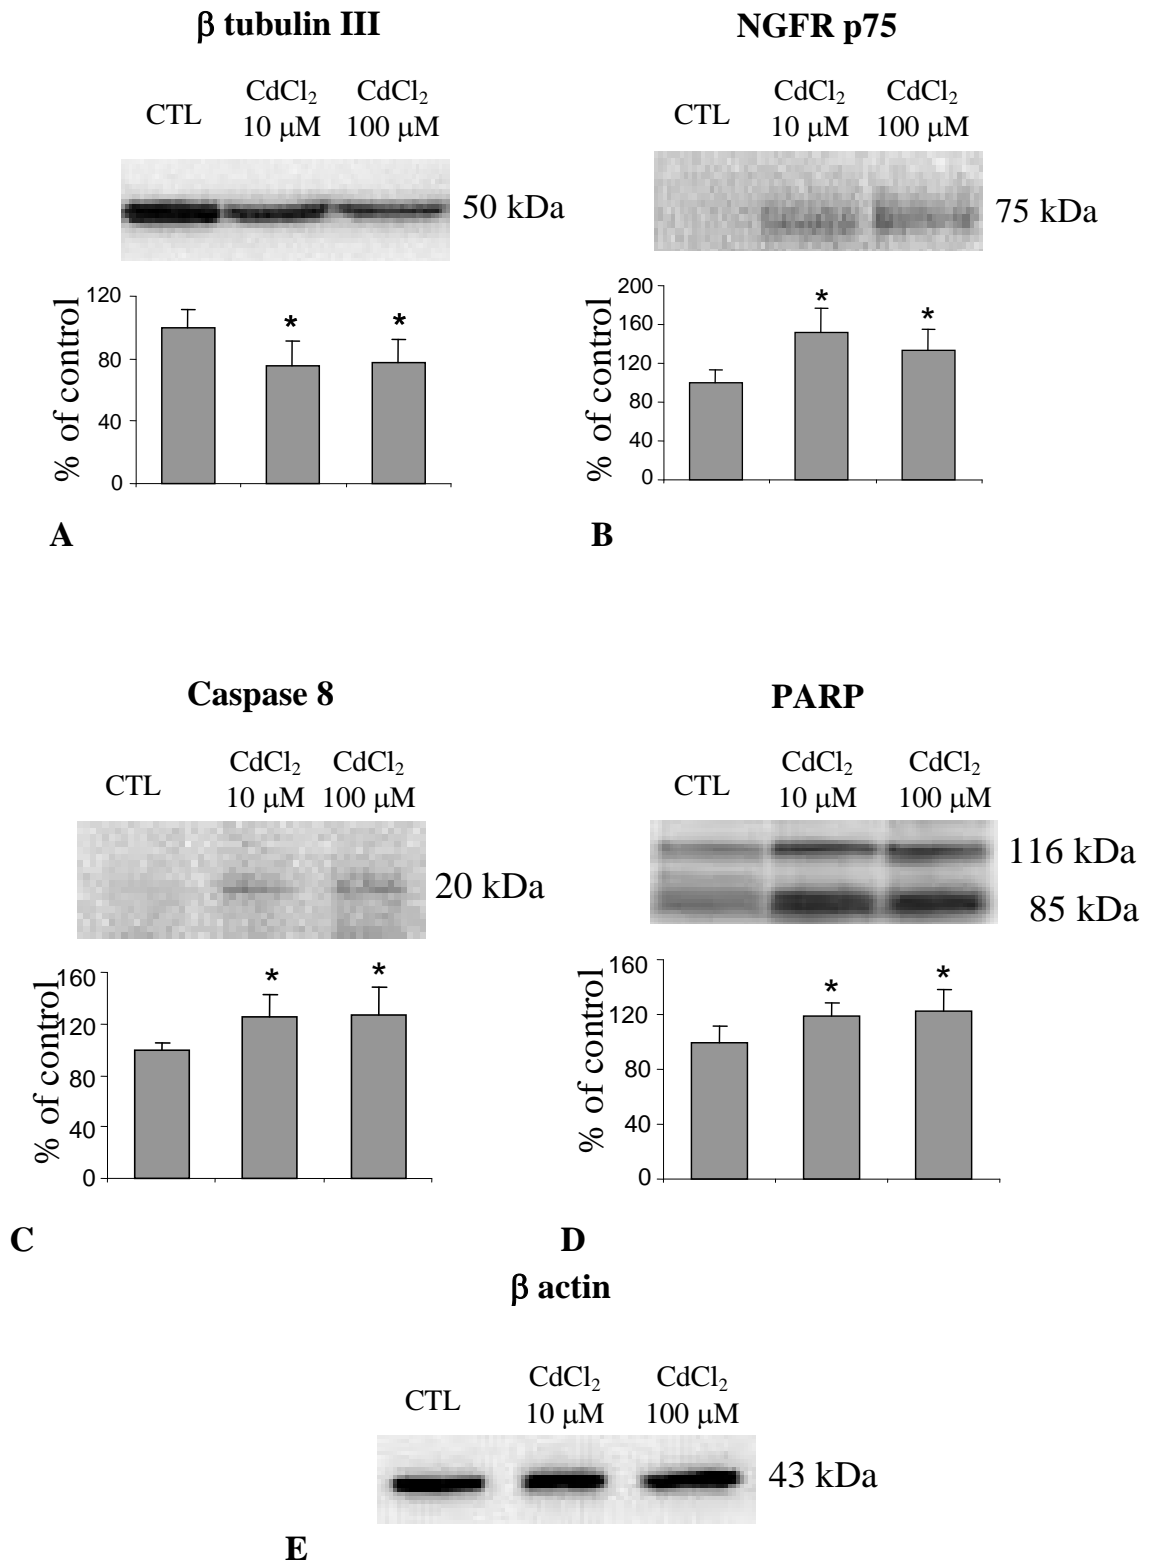 β tubulin III
CTL
CdCl₂
10 μM
CdCl₂
100 μM
50 kDa
% of control
120
80
40
0
*
*
A
NGFR p75
CTL
CdCl₂
10 μM
CdCl₂
100 μM
75 kDa
% of control
200
160
120
80
40
0
*
*
B
Caspase 8
CTL
CdCl₂
10 μM
CdCl₂
100 μM
20 kDa
% of control
160
120
80
40
0
*
*
C
PARP
CTL
CdCl₂
10 μM
CdCl₂
100 μM
116 kDa
85 kDa
% of control
160
120
80
40
0
*
*
D
β actin
CTL
CdCl₂
10 μM
CdCl₂
100 μM
43 kDa
E